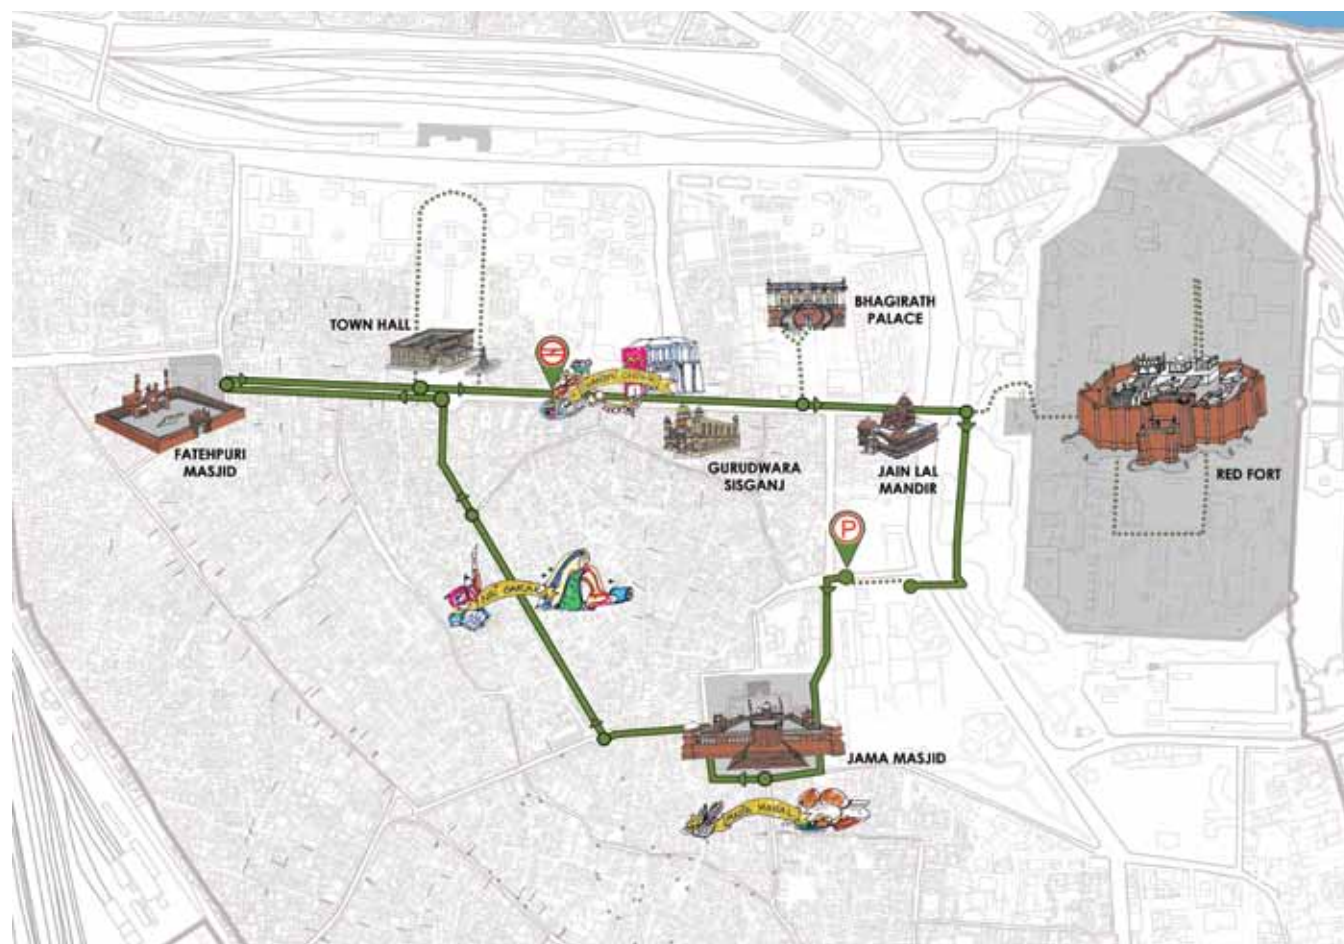 TOWN HALL
BHAGIRATH
PALACE
FATEHPURI
MASJID
GURUDWARA
SISGANJ
JAIN LAL
MANDIR
RED FORT
P
JAMA MASJID